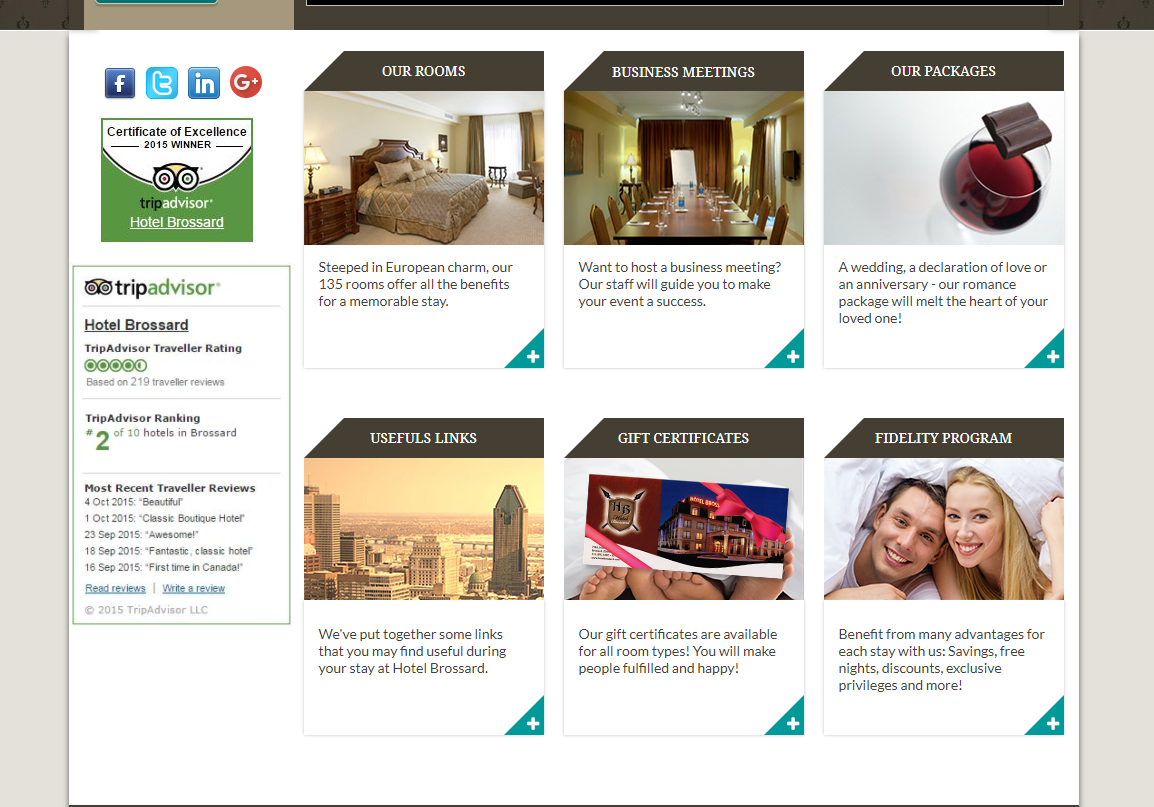 f
t
in
G+
Certificate of Excellence
2015 WINNER
tripadvisor®
Hotel Brossard
tripadvisor®
Hotel Brossard
TripAdvisor Traveller Rating
Based on 219 traveller reviews
TripAdvisor Ranking
#2 of 10 hotels in Brossard
Most Recent Traveller Reviews
4 Oct 2015: “Beautiful”
1 Oct 2015: “Classic Boutique Hotel”
23 Sep 2015: “Awesome!”
18 Sep 2015: “Fantastic, classic hotel”
16 Sep 2015: “First time in Canada!”
Read reviews | Write a review
© 2015 TripAdvisor LLC
OUR ROOMS
Steeped in European charm, our
135 rooms offer all the benefits
for a memorable stay.
BUSINESS MEETINGS
Want to host a business meeting?
Our staff will guide you to make
your event a success.
OUR PACKAGES
A wedding, a declaration of love or
an anniversary - our romance
package will melt the heart of your
loved one!
USEFULS LINKS
We've put together some links
that you may find useful during
your stay at Hotel Brossard.
GIFT CERTIFICATES
HB
Hotel
HÔTEL BROSS
Our gift certificates are available
for all room types! You will make
people fulfilled and happy!
FIDELITY PROGRAM
Benefit from many advantages for
each stay with us: Savings, free
nights, discounts, exclusive
privileges and more!